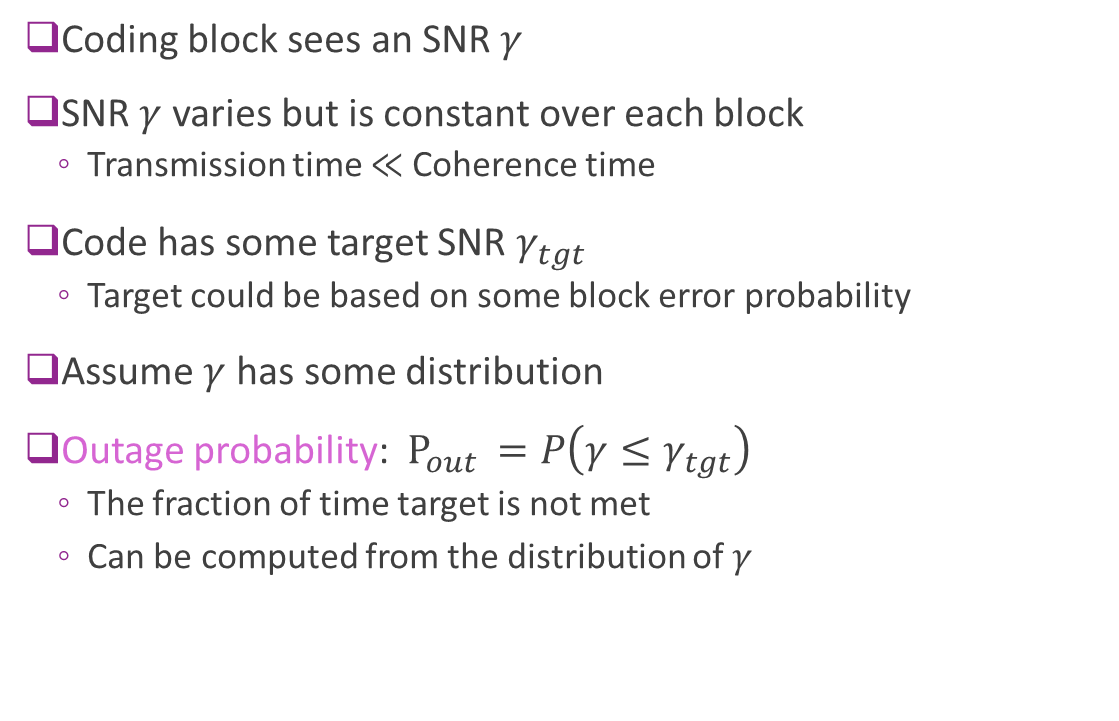 ❑Coding block sees an SNR γ
❑SNR γ varies but is constant over each block
◦ Transmission time ≪ Coherence time
❑Code has some target SNR γ_tgt
◦ Target could be based on some block error probability
❑Assume γ has some distribution
❑Outage probability: P_out = P(γ ≤ γ_tgt)
◦ The fraction of time target is not met
◦ Can be computed from the distribution of γ